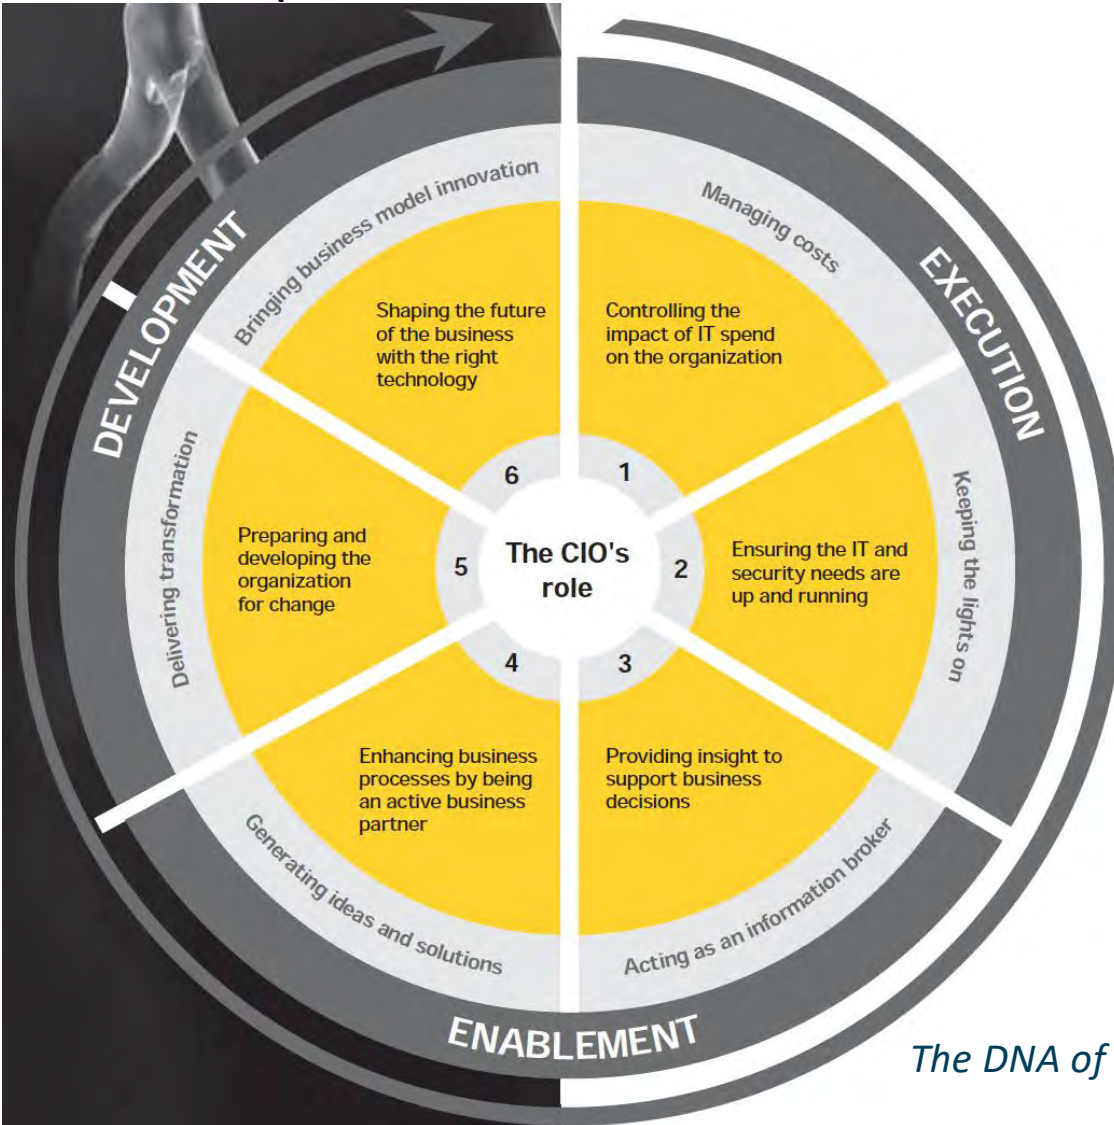 DEVELOPMENT
EXECUTION
ENABLEMENT
Managing costs
Controlling the
impact of IT spend
on the organization
1
Keeping the lights on
Ensuring the IT and
security needs are
up and running
2
Acting as an information broker
Providing insight to
support business
decisions
3
Generating ideas and solutions
Enhancing business
processes by being
an active business
partner
4
Delivering transformation
Preparing and
developing the
organization
for change
5
Bringing business model innovation
Shaping the future
of the business
with the right
technology
6
The CIO's
role
The DNA of